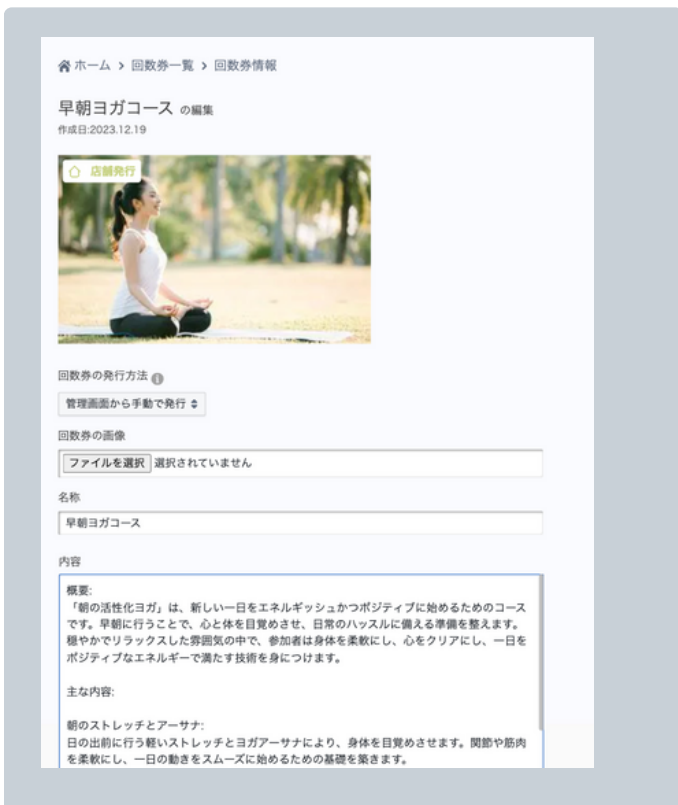 ホーム > 回数券一覧 > 回数券情報
早朝ヨガコース の編集
作成日:2023.12.19
店舗発行
回数券の発行方法
管理画面から手動で発行
回数券の画像
ファイルを選択 選択されていません
名称
早朝ヨガコース
内容
概要:
「朝の活性化ヨガ」は、新しい一日をエネルギッシュかつポジティブに始めるためのコース
です。早朝に行うことで、心と体を目覚めさせ、日常のハッスルに備える準備を整えます。
穏やかでリラックスした雰囲気の中で、参加者は身体を柔軟にし、心をクリアにし、一日を
ポジティブなエネルギーで満たす技術を身につけます。
主な内容:
朝のストレッチとアーサナ:
日の出前に行う軽いストレッチとヨガアーサナにより、身体を目覚めさせます。関節や筋肉
を柔軟にし、一日の動きをスムーズに始めるための基礎を築きます。